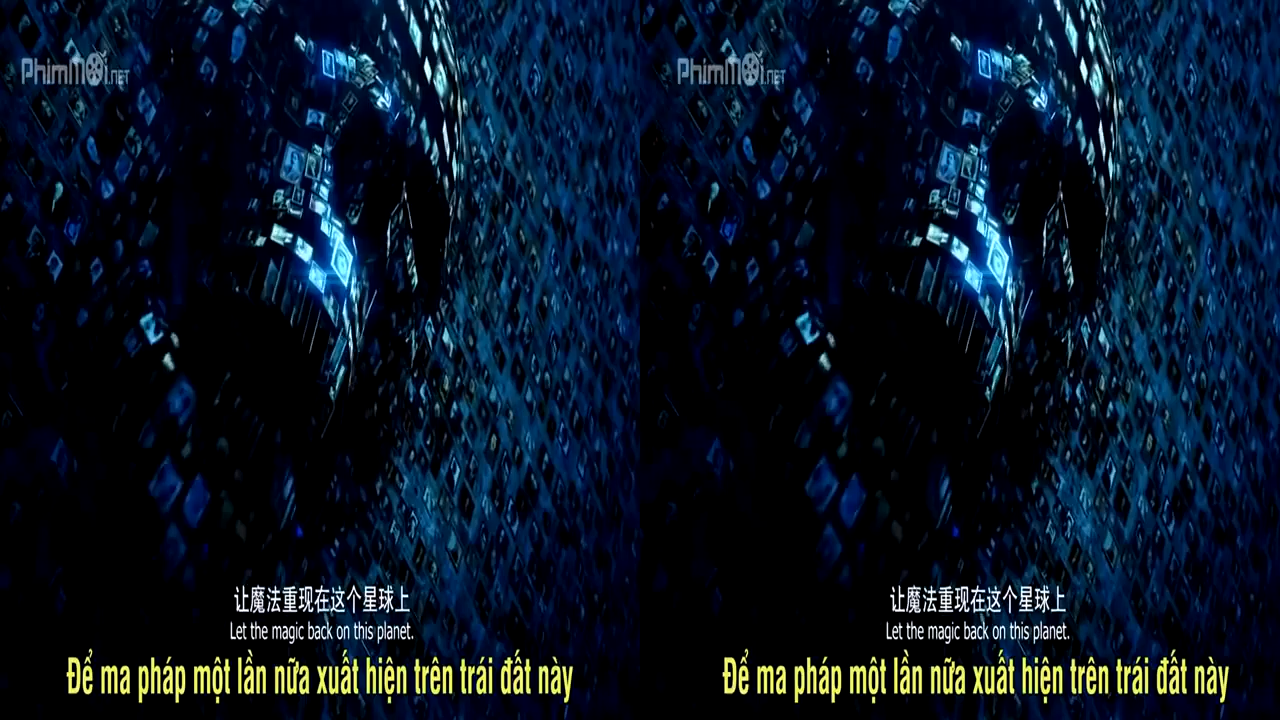 PhimMỗi.NET
PhimMỗi.NET
让魔法重现在这个星球上
Let the magic back on this planet.
Để ma pháp một lần nữa xuất hiện trên trái đất này
让魔法重现在这个星球上
Let the magic back on this planet.
Để ma pháp một lần nữa xuất hiện trên trái đất này